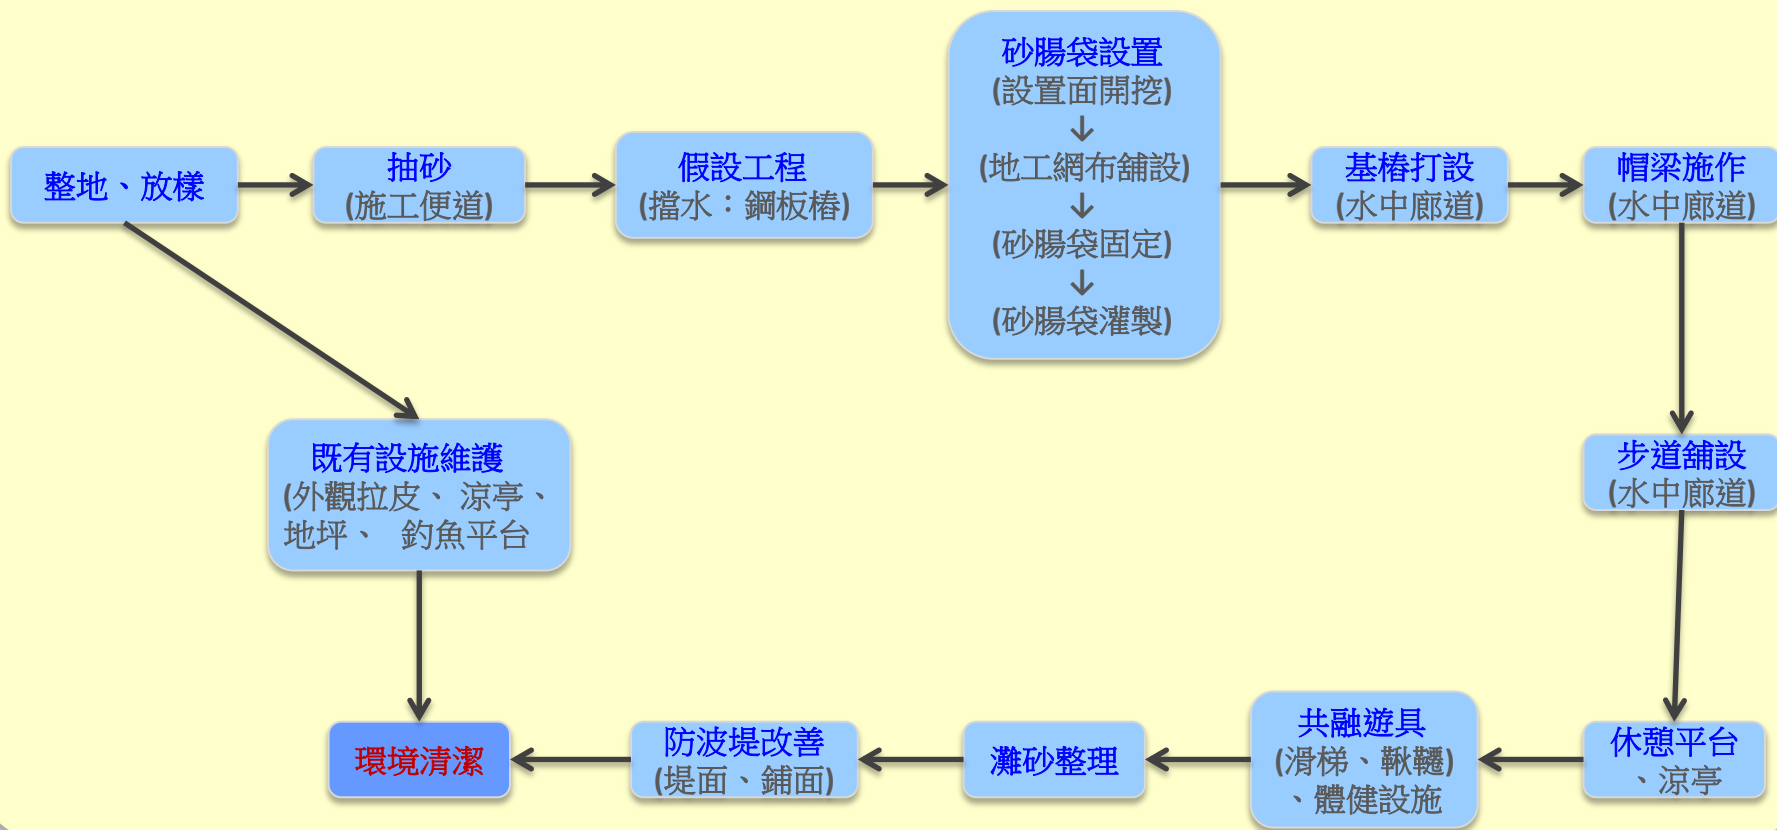 整地、放樣
抽砂
(施工便道)
假設工程
(擋水：鋼板樁)
砂腸袋設置
(設置面開挖)
↓
(地工網布舖設)
↓
(砂腸袋固定)
↓
(砂腸袋灌製)
基樁打設
(水中廊道)
帽梁施作
(水中廊道)
步道舖設
(水中廊道)
休憩平台
、涼亭
共融遊具
(滑梯、鞦韆)
、體健設施
灘砂整理
防波堤改善
(堤面、鋪面)
既有設施維護
(外觀拉皮、 涼亭、
地坪、 釣魚平台
環境清潔